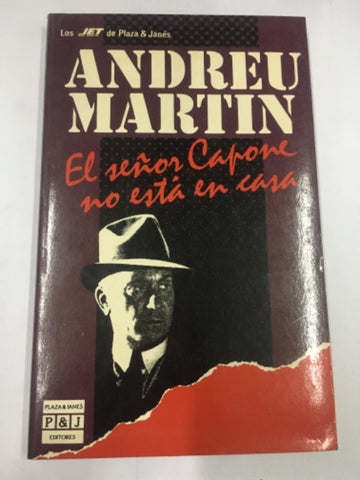 Los JET de Plaza & Janés
ANDREU
MARTIN
El señor Capone
no está en casa
PLAZA & JANES
P & J
EDITORES